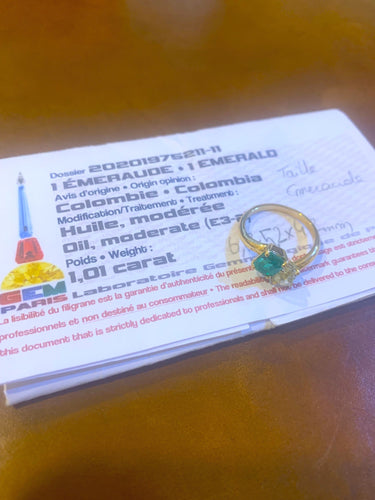 Dossier 20201975211-11
1 ÉMERAUDE • 1 EMERALD
Avis d'origine • Origin opinion :
Colombie • Colombia
Modification/Traitement • Treatment :
Huile, modérée
Oil, moderate (E3-F
Poids • Weight :
1,01 carat
Laboratoire Gemmologique de P
GEM
PARIS
Taille
Emeraude
La lisibilité du filigrane est la garantie d'authenticité du présent
professionnels et non destiné au consommateur • The readability
this document that is strictly dedicated to professionals and shall not be delivered to the